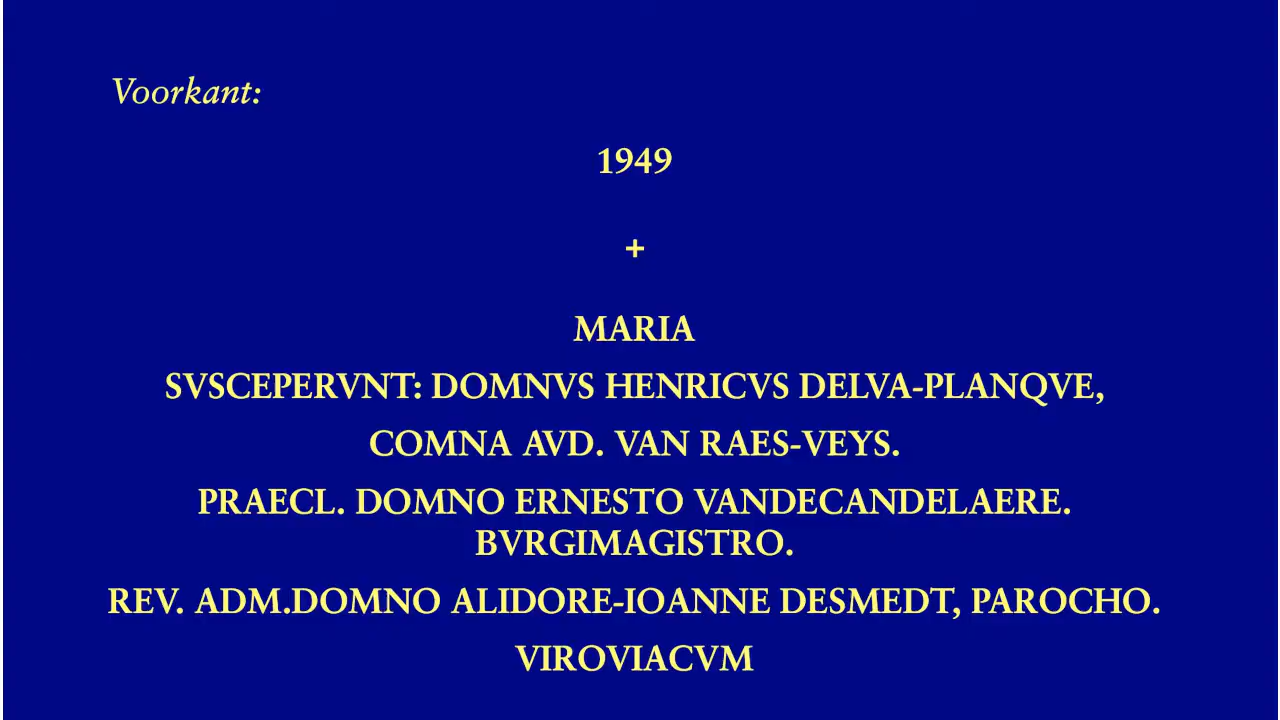 Voorkant:
1949
+
MARIA
SVSCEPERVNT: DOMNVS HENRICVS DELVA-PLANQVE,
COMNA AVD. VAN RAES-VEYS.
PRAECL. DOMNO ERNESTO VANDECANDELAERE.
BVRGIMAGISTRO.
REV. ADM.DOMNO ALIDORE-IOANNE DESMEDT, PAROCHO.
VIROVIACVM